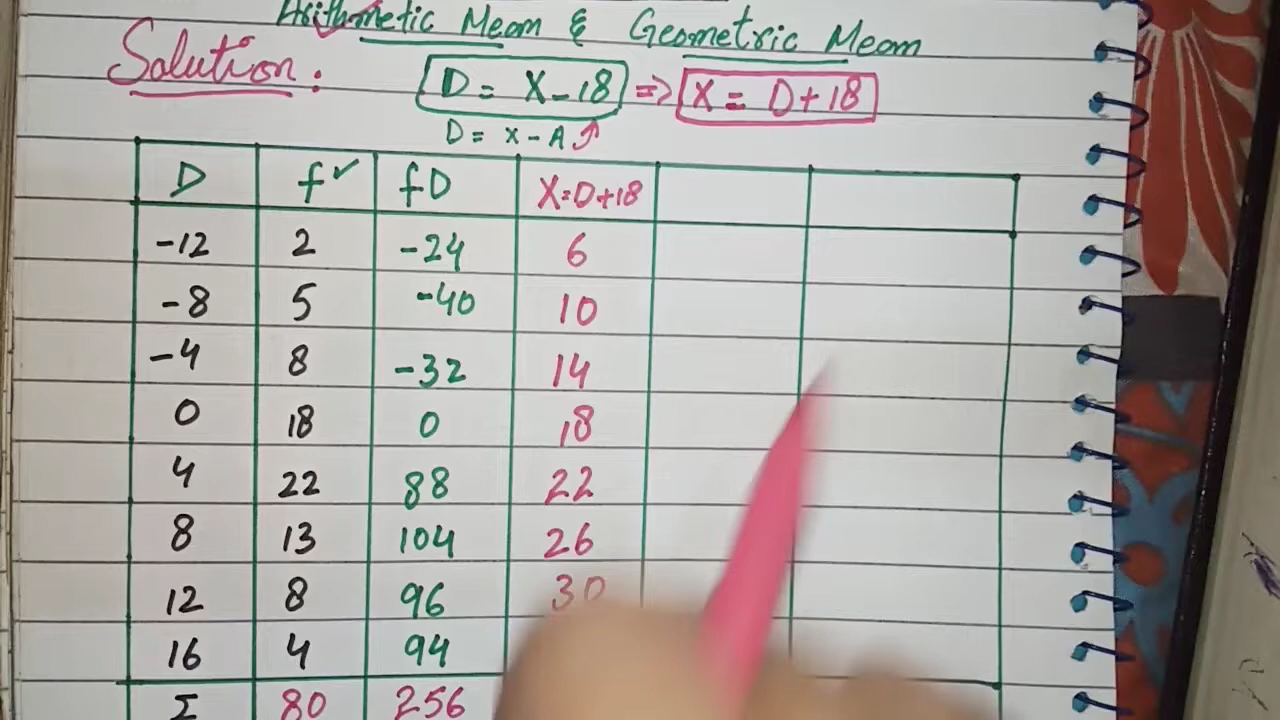 Arithmetic Mean & Geometric Mean
Solution:
D = X-18 ⇒ X = D+18
D = x-A
D f ✓ fD X=D+18
-12 2 -24 6
-8 5 -40 10
-4 8 -32 14
0 18 0 18
4 22 88 22
8 13 104 26
12 8 96 30
16 4 94
Σ 80 256